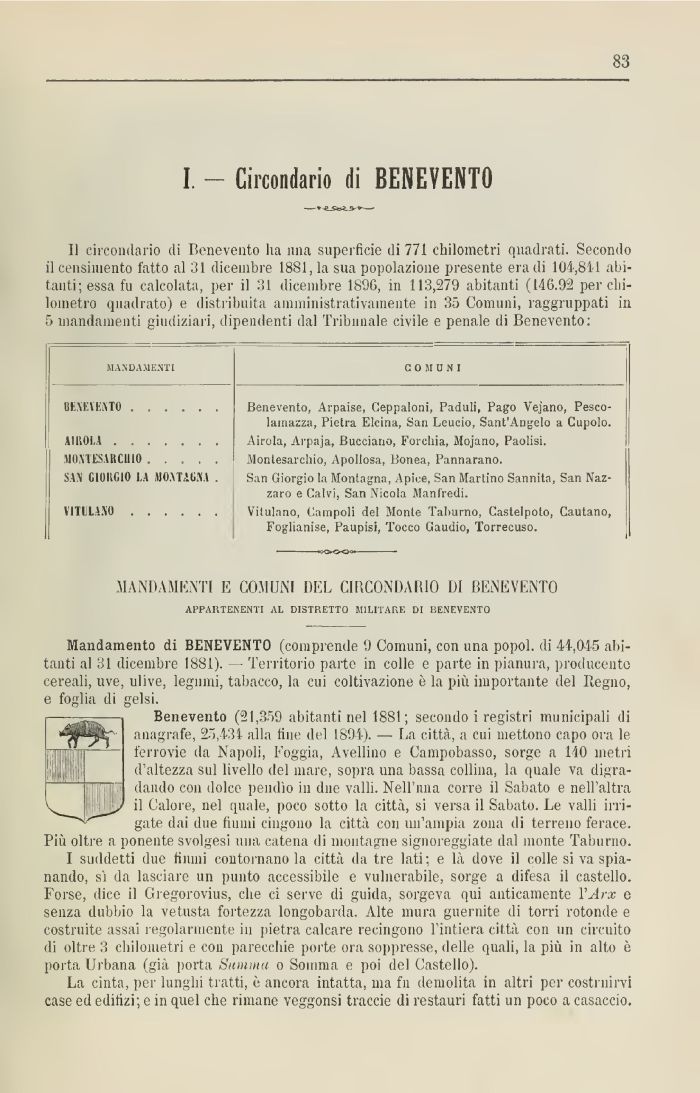 83
I. — Circondario di BENEVENTO
Il circondario di Benevento ha una superficie di 771 chilometri quadrati. Secondo
il censimento fatto al 31 dicembre 1881, la sua popolazione presente era di 104,841 abi-
tanti; essa fu calcolata, per il 31 dicembre 1896, in 113,279 abitanti (146.92 per chi-
lometro quadrato) e distribuita amministrativamente in 35 Comuni, raggruppati in
5 mandamenti giudiziari, dipendenti dal Tribunale civile e penale di Benevento:
MANDAMENTI COMUNI
BENEVENTO . . . . . . Benevento, Arpaise, Ceppaloni, Paduli, Pago Vejano, Pesco-
lamazza, Pietra Elcina, San Leucio, Sant'Angelo a Cupolo.
AIROLA . . . . . . . Airola, Arpaja, Bucciano, Forchia, Mojano, Paolisi.
MONTESARCHIO . . . . . Montesarchio, Apollosa, Bonea, Pannarano.
SAN GIORGIO LA MONTAGNA . San Giorgio la Montagna, Apice, San Martino Sannita, San Naz-
zaro e Calvi, San Nicola Manfredi.
VITULANO . . . . . . Vitulano, Campoli del Monte Taburno, Castelpoto, Cautano,
Foglianise, Paupisi, Tocco Gaudio, Torrecuso.
MANDAMENTI E COMUNI DEL CIRCONDARIO DI BENEVENTO
APPARTENENTI AL DISTRETTO MILITARE DI BENEVENTO
Mandamento di BENEVENTO (comprende 9 Comuni, con una popol. di 44,045 abi-
tanti al 31 dicembre 1881). — Territorio parte in colle e parte in pianura, producente
cereali, uve, ulive, legumi, tabacco, la cui coltivazione è la più importante del Regno,
e foglia di gelsi.
Benevento (21,359 abitanti nel 1881; secondo i registri municipali di
anagrafe, 25,434 alla fine del 1894). — La città, a cui mettono capo ora le
ferrovie da Napoli, Foggia, Avellino e Campobasso, sorge a 140 metri
d'altezza sul livello del mare, sopra una bassa collina, la quale va digra-
dando con dolce pendìo in due valli. Nell'una corre il Sabato e nell'altra
il Calore, nel quale, poco sotto la città, si versa il Sabato. Le valli irri-
gate dai due fiumi cingono la città con un'ampia zona di terreno ferace.
Più oltre a ponente svolgesi una catena di montagne signoreggiate dal monte Taburno.
I suddetti due fiumi contornano la città da tre lati; e là dove il colle si va spia-
nando, sì da lasciare un punto accessibile e vulnerabile, sorge a difesa il castello.
Forse, dice il Gregorovius, che ci serve di guida, sorgeva qui anticamente l'Arx e
senza dubbio la vetusta fortezza longobarda. Alte mura guernite di torri rotonde e
costruite assai regolarmente in pietra calcare recingono l'intiera città con un circuito
di oltre 3 chilometri e con parecchie porte ora soppresse, delle quali, la più in alto è
porta Urbana (già porta Summa o Somma e poi del Castello).
La cinta, per lunghi tratti, è ancora intatta, ma fu demolita in altri per costruirvi
case ed edifizi; e in quel che rimane veggonsi traccie di restauri fatti un poco a casaccio.